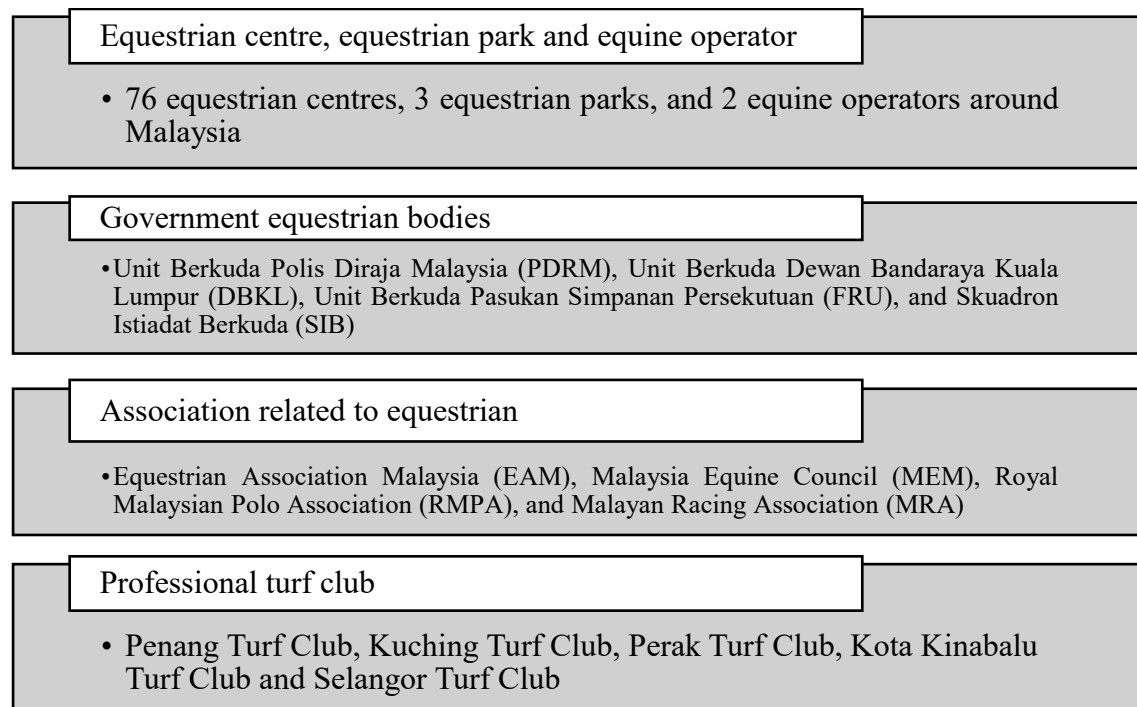 Equestrian centre, equestrian park and equine operator
• 76 equestrian centres, 3 equestrian parks, and 2 equine operators around
Malaysia
Government equestrian bodies
•Unit Berkuda Polis Diraja Malaysia (PDRM), Unit Berkuda Dewan Bandaraya Kuala
Lumpur (DBKL), Unit Berkuda Pasukan Simpanan Persekutuan (FRU), and Skuadron
Istiadat Berkuda (SIB)
Association related to equestrian
•Equestrian Association Malaysia (EAM), Malaysia Equine Council (MEM), Royal
Malaysian Polo Association (RMPA), and Malayan Racing Association (MRA)
Professional turf club
• Penang Turf Club, Kuching Turf Club, Perak Turf Club, Kota Kinabalu
Turf Club and Selangor Turf Club